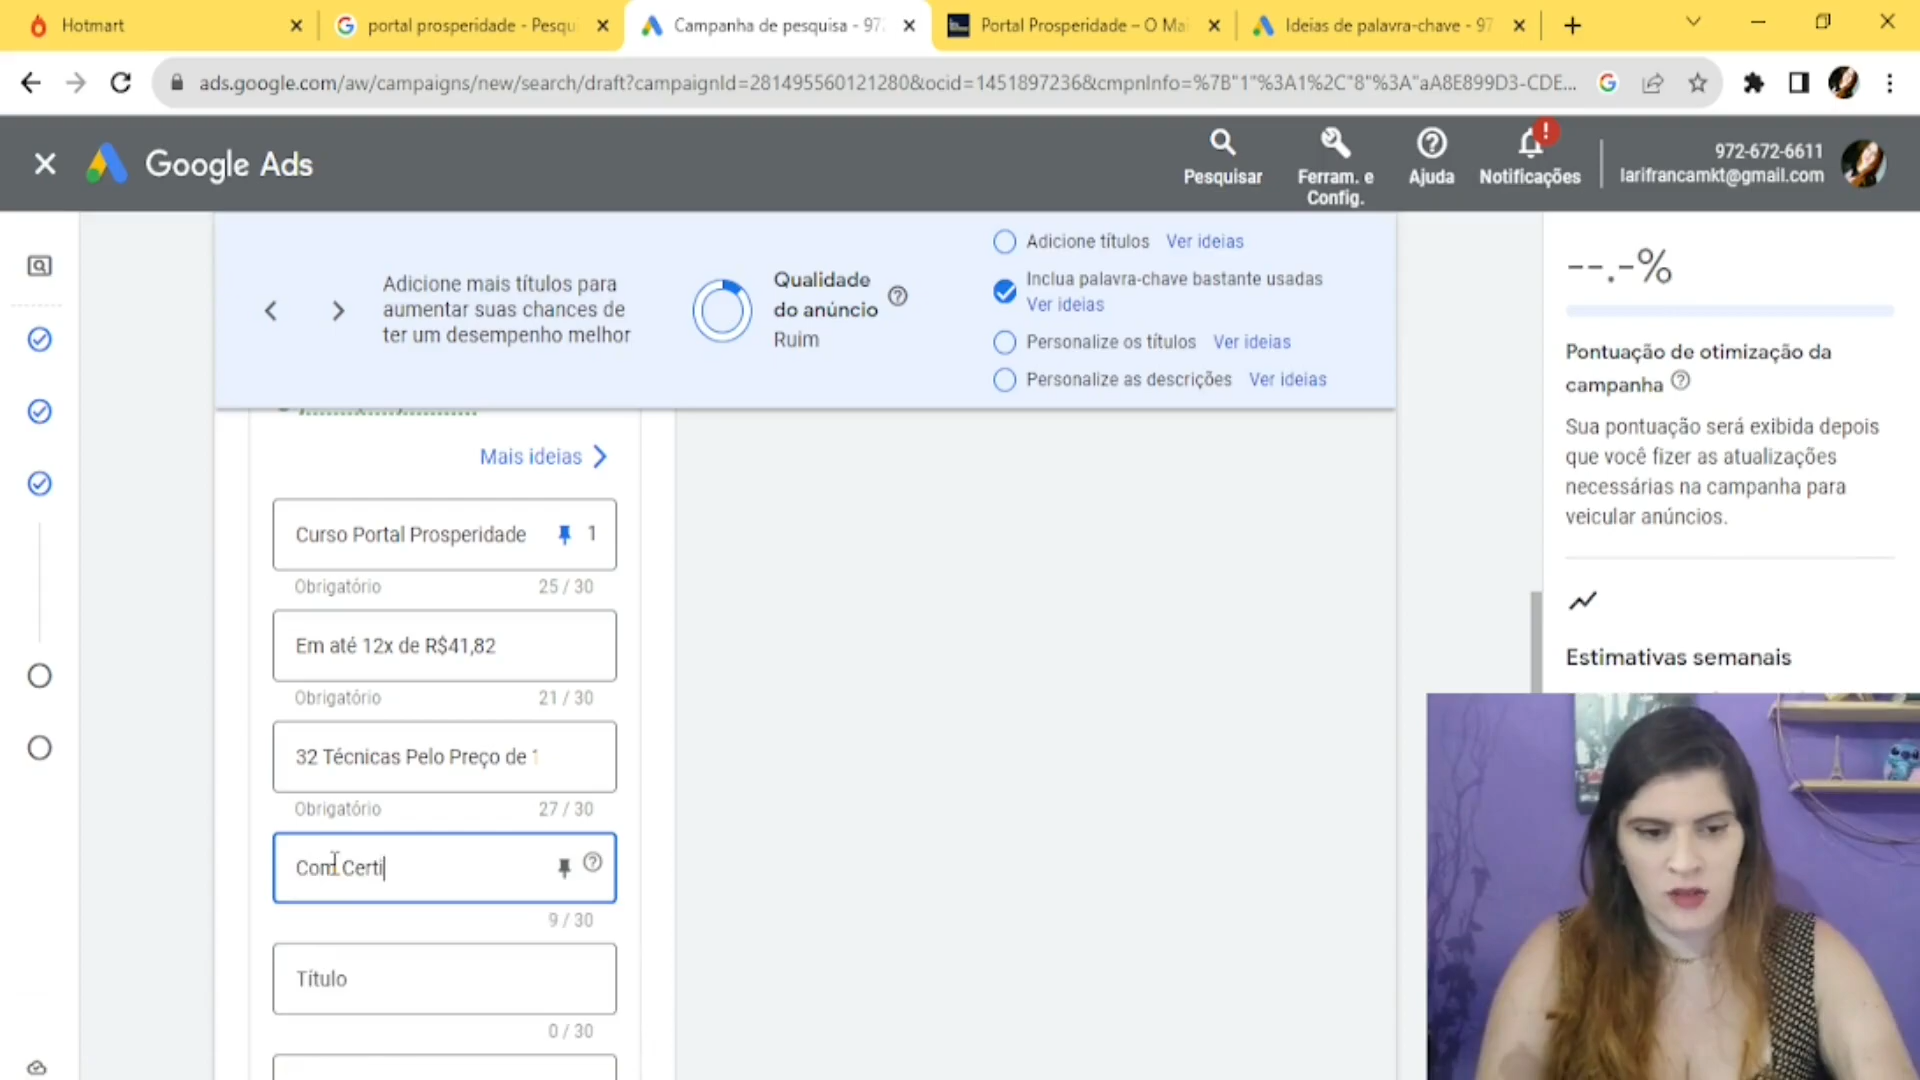 Hotmart
portal prosperidade - Pesqu
Campanha de pesquisa - 97
Portal Prosperidade – O Ma
Ideias de palavra-chave - 97
ads.google.com/aw/campaigns/new/search/draft?campaignId=281495560121280&ocid=1451897236&cmpnInfo=%7B"1"%3A1%2C"8"%3A"aA8E899D3-CDE...
Google Ads
Pesquisar
Ferram. e
Config.
Ajuda
Notificações
972-672-6611
larifrancamkt@gmail.com
Adicione mais títulos para
aumentar suas chances de
ter um desempenho melhor
Qualidade
do anúncio
Ruim
Adicione títulos Ver ideias
Inclua palavra-chave bastante usadas
Ver ideias
Personalize os títulos Ver ideias
Personalize as descrições Ver ideias
Mais ideias
Curso Portal Prosperidade 1
Obrigatório 25 / 30
Em até 12x de R$41,82
Obrigatório 21 / 30
32 Técnicas Pelo Preço de 1
Obrigatório 27 / 30
Com Certi
9 / 30
Título
0 / 30
--.-%
Pontuação de otimização da
campanha
Sua pontuação será exibida depois
que você fizer as atualizações
necessárias na campanha para
veicular anúncios.
Estimativas semanais